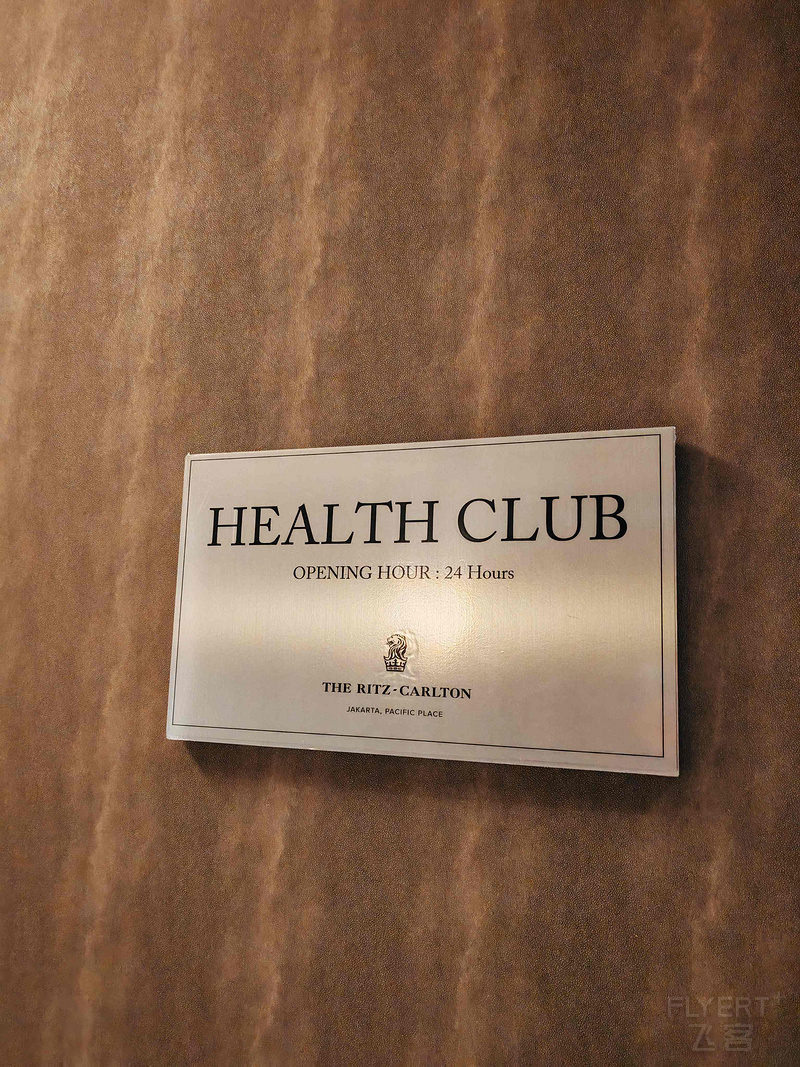 HEALTH CLUB
OPENING HOUR : 24 Hours
THE RITZ-CARLTON
JAKARTA, PACIFIC PLACE
FLYERT
飞客